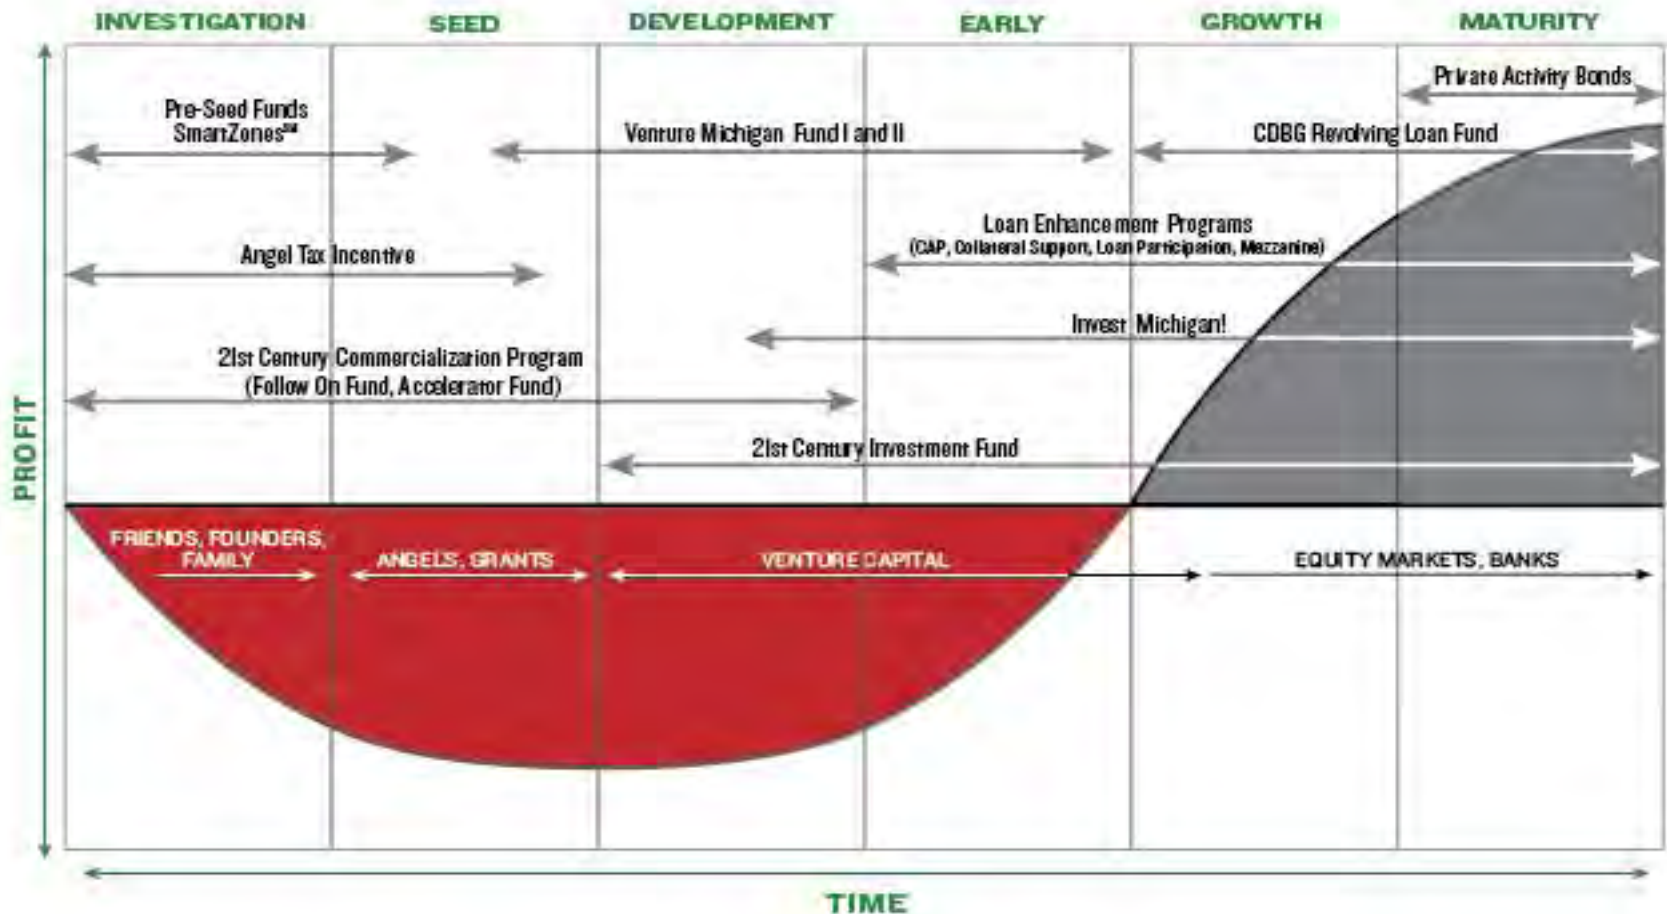 INVESTIGATION
SEED
DEVELOPMENT
EARLY
GROWTH
MATURITY
Private Activity Bonds
Pre-Seed Funds
SmartZones℠
Venture Michigan Fund I and II
CDBG Revolving Loan Fund
Loan Enhancement Programs
(CAP, Collateral Support, Loan Participation, Mezzanine)
Angel Tax Incentive
Invest Michigan!
21st Century Commercialization Program
(Follow On Fund, Accelerator Fund)
21st Century Investment Fund
PROFIT
FRIENDS, FOUNDERS,
FAMILY
ANGELS, GRANTS
VENTURE CAPITAL
EQUITY MARKETS, BANKS
TIME